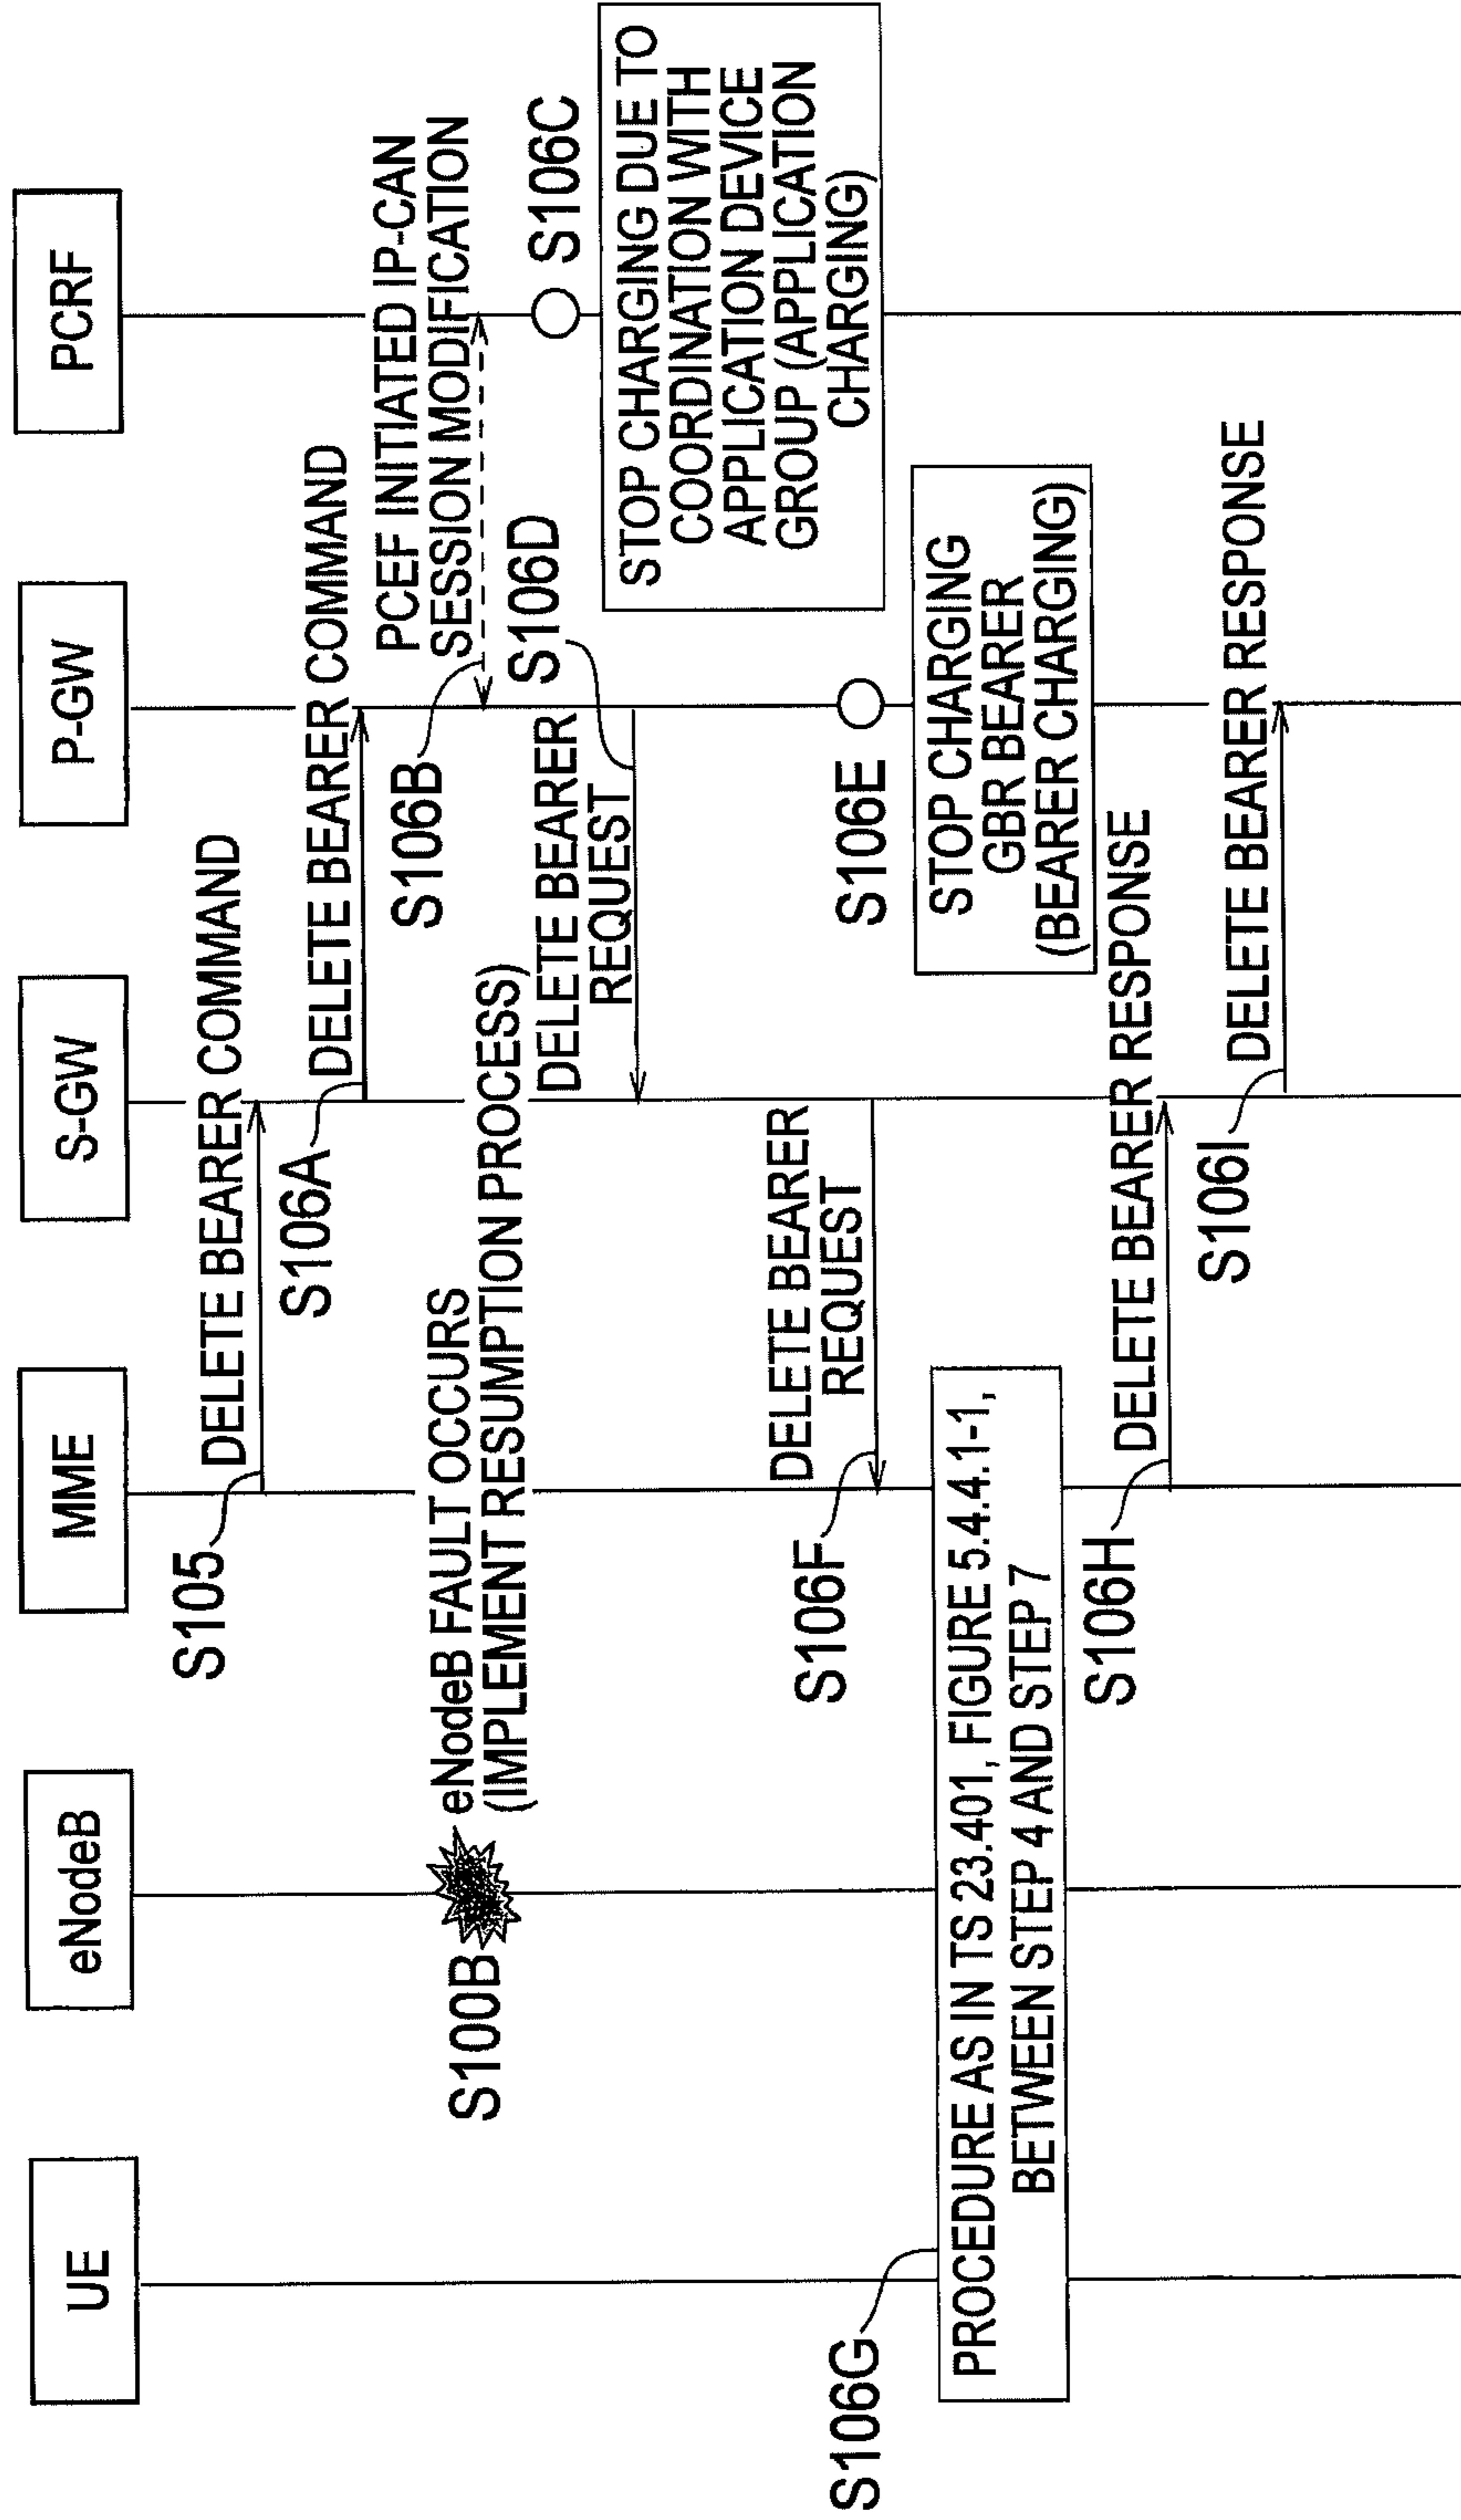 UE
eNodeB
MME
S-GW
P-GW
PCRF
S105
DELETE BEARER COMMAND
S106A
DELETE BEARER COMMAND
PCEF INITIATED IP-CAN
SESSION MODIFICATION
S106B
S100B
eNodeB FAULT OCCURS
(IMPLEMENT RESUMPTION PROCESS)
S106C
STOP CHARGING DUE TO
COORDINATION WITH
APPLICATION DEVICE
GROUP (APPLICATION
CHARGING)
S106D
DELETE BEARER
REQUEST
S106E
STOP CHARGING
GBR BEARER
(BEARER CHARGING)
S106F
DELETE BEARER
REQUEST
S106G
PROCEDURE AS IN TS 23.401, FIGURE 5.4.4.1-1,
BETWEEN STEP 4 AND STEP 7
S106H
DELETE BEARER RESPONSE
S106I
DELETE BEARER RESPONSE